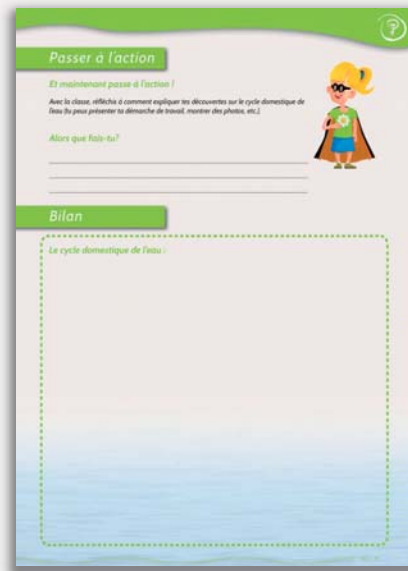 ?
Passer à l'action
Et maintenant passe à l'action !
Avec la classe, réfléchis à comment expliquer tes découvertes sur le cycle domestique de
l'eau (tu peux présenter ta démarche de travail, montrer des photos, etc.).
Alors que fais-tu?
Bilan
Le cycle domestique de l'eau :